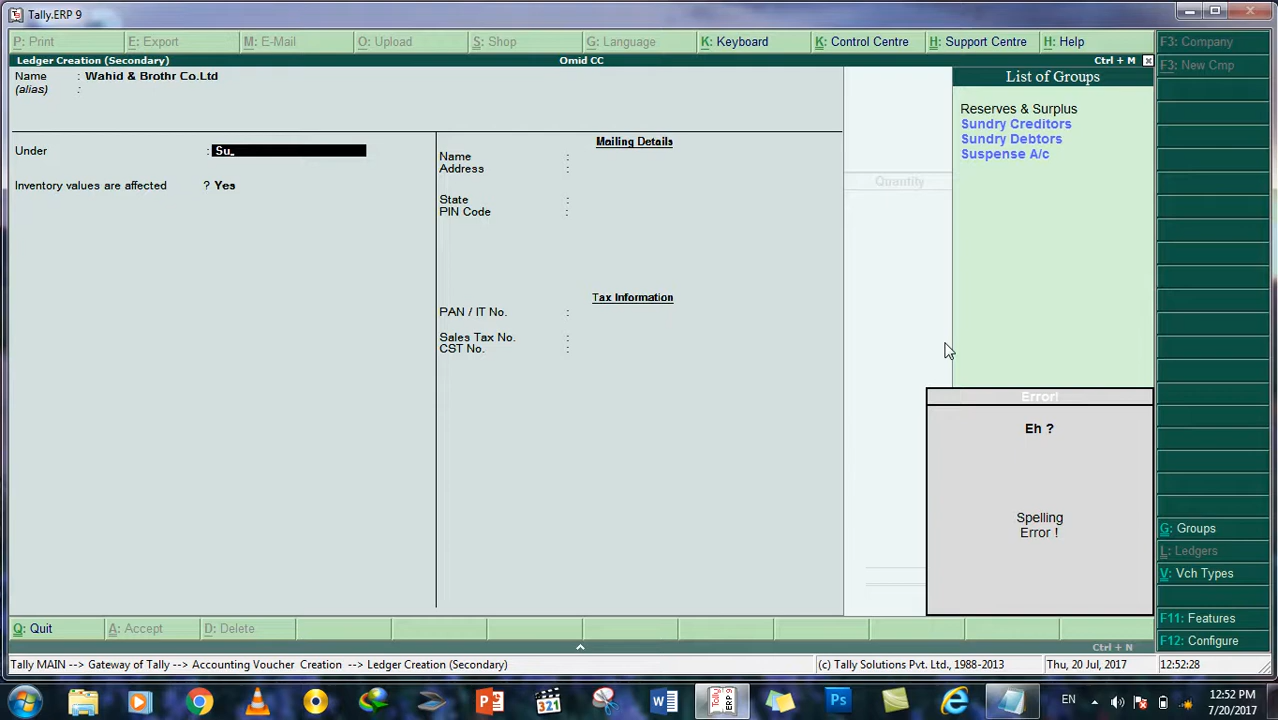 Tally.ERP 9
P: Print E: Export M: E-Mail O: Upload S: Shop G: Language K: Keyboard K: Control Centre H: Support Centre H: Help F3: Company
Ledger Creation (Secondary) Omid CC Ctrl + M
F3: New Cmp
Name : Wahid & Brothr Co.Ltd
(alias) :
List of Groups
Reserves & Surplus
Sundry Creditors
Sundry Debtors
Suspense A/c
Under : Su
Inventory values are affected ? Yes
Mailing Details
Name :
Address :
State :
PIN Code :
Tax Information
PAN / IT No. :
Sales Tax No. :
CST No. :
Quantity
Error!
Eh ?
Spelling
Error !
G: Groups
L: Ledgers
V: Vch Types
F11: Features
F12: Configure
Q: Quit A: Accept D: Delete
Ctrl + N
Tally MAIN --> Gateway of Tally --> Accounting Voucher Creation --> Ledger Creation (Secondary) (c) Tally Solutions Pvt. Ltd., 1988-2013 Thu, 20 Jul, 2017 12:52:28
321
Tally
ERP 9
Ps
EN
12:52 PM
7/20/2017